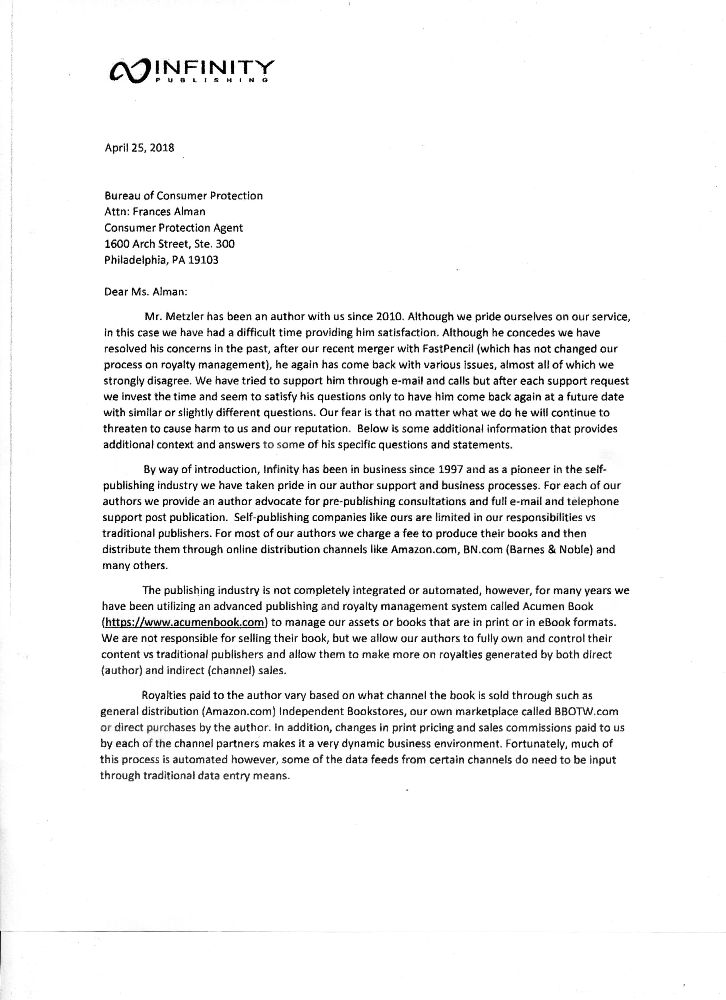 INFINITY
PUBLISHING
April 25, 2018
Bureau of Consumer Protection
Attn: Frances Alman
Consumer Protection Agent
1600 Arch Street, Ste. 300
Philadelphia, PA 19103
Dear Ms. Alman:
Mr. Metzler has been an author with us since 2010. Although we pride ourselves on our service,
in this case we have had a difficult time providing him satisfaction. Although he concedes we have
resolved his concerns in the past, after our recent merger with FastPencil (which has not changed our
process on royalty management), he again has come back with various issues, almost all of which we
strongly disagree. We have tried to support him through e-mail and calls but after each support request
we invest the time and seem to satisfy his questions only to have him come back again at a future date
with similar or slightly different questions. Our fear is that no matter what we do he will continue to
threaten to cause harm to us and our reputation.  Below is some additional information that provides
additional context and answers to some of his specific questions and statements.
By way of introduction, Infinity has been in business since 1997 and as a pioneer in the self-
publishing industry we have taken pride in our author support and business processes. For each of our
authors we provide an author advocate for pre-publishing consultations and full e-mail and telephone
support post publication.  Self-publishing companies like ours are limited in our responsibilities vs
traditional publishers. For most of our authors we charge a fee to produce their books and then
distribute them through online distribution channels like Amazon.com, BN.com (Barnes & Noble) and
many others.
The publishing industry is not completely integrated or automated, however, for many years we
have been utilizing an advanced publishing and royalty management system called Acumen Book
(https://www.acumenbook.com) to manage our assets or books that are in print or in eBook formats.
We are not responsible for selling their book, but we allow our authors to fully own and control their
content vs traditional publishers and allow them to make more on royalties generated by both direct
(author) and indirect (channel) sales.
Royalties paid to the author vary based on what channel the book is sold through such as
general distribution (Amazon.com) Independent Bookstores, our own marketplace called BBOTW.com
or direct purchases by the author. In addition, changes in print pricing and sales commissions paid to us
by each of the channel partners makes it a very dynamic business environment. Fortunately, much of
this process is automated however, some of the data feeds from certain channels do need to be input
through traditional data entry means.